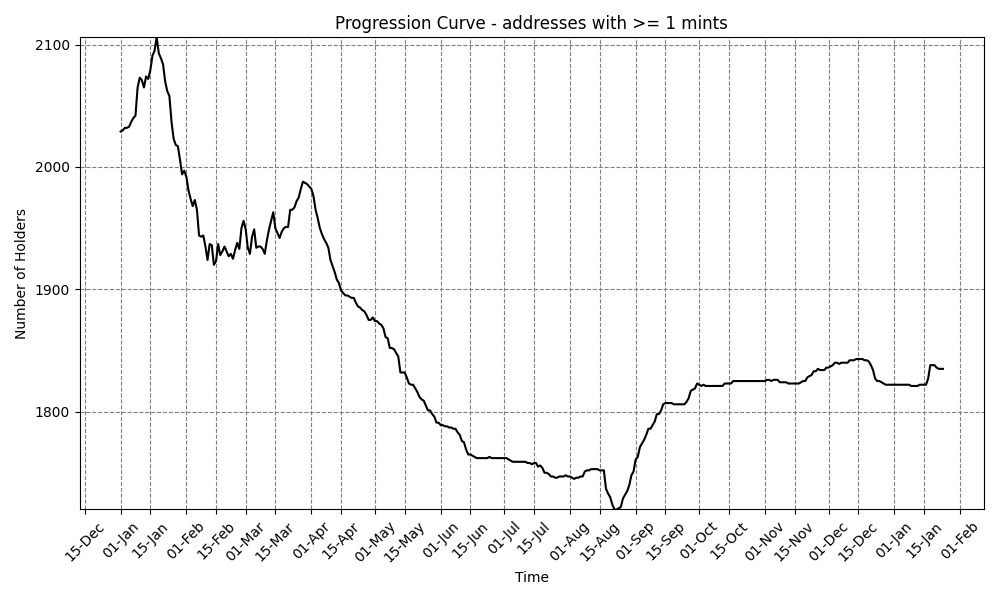 Progression Curve - addresses with >= 1 mints
Number of Holders
2100
2000
1900
1800
15-Dec
01-Jan
15-Jan
01-Feb
15-Feb
01-Mar
15-Mar
01-Apr
15-Apr
01-May
15-May
01-Jun
15-Jun
01-Jul
15-Jul
01-Aug
15-Aug
01-Sep
15-Sep
01-Oct
15-Oct
01-Nov
15-Nov
01-Dec
15-Dec
01-Jan
15-Jan
01-Feb
Time